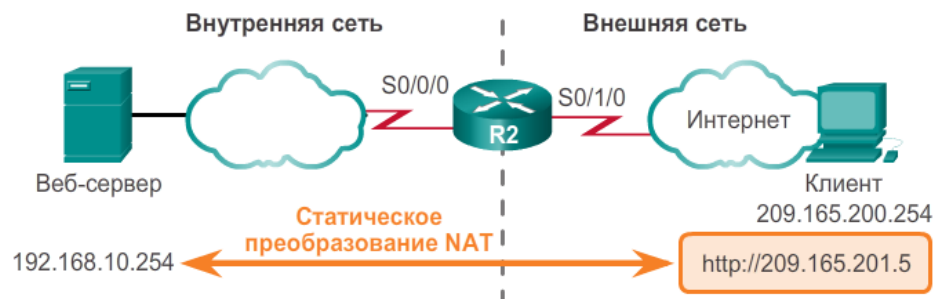 Внутренняя сеть
Внешняя сеть
S0/0/0
S0/1/0
R2
Интернет
Веб-сервер
Клиент
209.165.200.254
Статическое
преобразование NAT
192.168.10.254
http://209.165.201.5